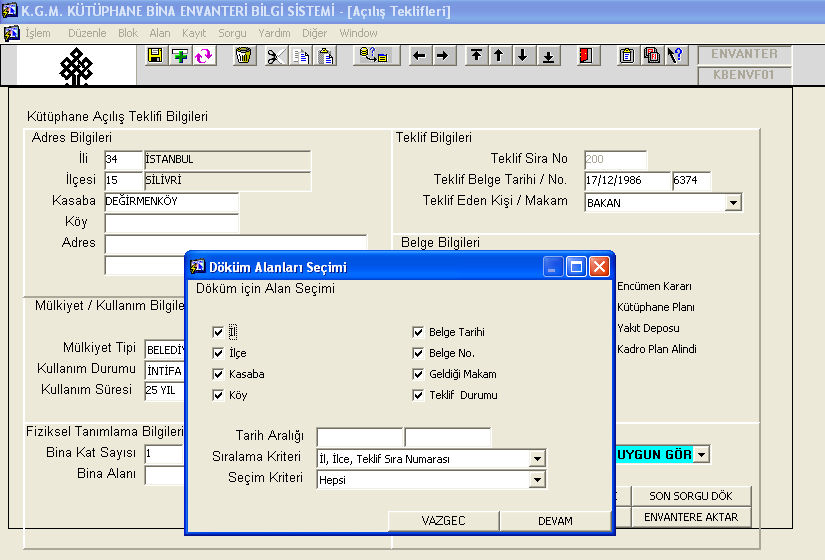 K.G.M. KÜTÜPHANE BİNA ENVANTERİ BİLGİ SİSTEMİ - [Açılış Teklifleri]
İşlem Düzenle Blok Alan Kayıt Sorgu Yardım Diğer Window
ENVANTER
KBENVF01
Kütüphane Açılış Teklifi Bilgileri
Adres Bilgileri
İli 34 İSTANBUL
İlçesi 15 SİLİVRİ
Kasaba DEĞİRMENKÖY
Köy
Adres
Teklif Bilgileri
Teklif Sira No 200
Teklif Belge Tarihi / No. 17/12/1986 6374
Teklif Eden Kişi / Makam BAKAN
Belge Bilgileri
Encümen Kararı
Kütüphane Planı
Yakıt Deposu
Kadro Plan Alindi
Mülkiyet / Kullanım Bilgile
Mülkiyet Tipi BELEDİY
Kullanım Durumu İNTİFA
Kullanım Süresi 25 YIL
Fiziksel Tanımlama Bilgileri
Bina Kat Sayısı 1
Bina Alanı
UYGUN GÖR
SON SORGU DÖK
ENVANTERE AKTAR
Döküm Alanları Seçimi
Döküm için Alan Seçimi
İl
İlçe
Kasaba
Köy
Belge Tarihi
Belge No.
Geldiği Makam
Teklif Durumu
Tarih Aralığı
Sıralama Kriteri İl, İlce, Teklif Sıra Numarası
Seçim Kriteri Hepsi
VAZGEC DEVAM